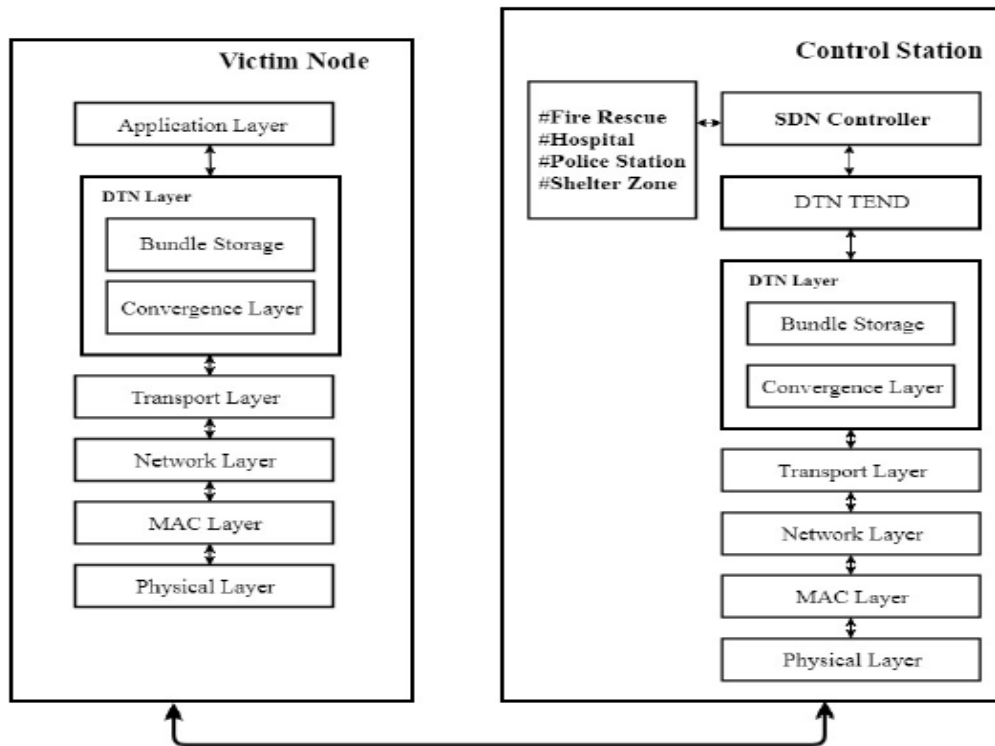 Victim Node
Application Layer
DTN Layer
Bundle Storage
Convergence Layer
Transport Layer
Network Layer
MAC Layer
Physical Layer
Control Station
#Fire Rescue
#Hospital
#Police Station
#Shelter Zone
SDN Controller
DTN TEND
DTN Layer
Bundle Storage
Convergence Layer
Transport Layer
Network Layer
MAC Layer
Physical Layer